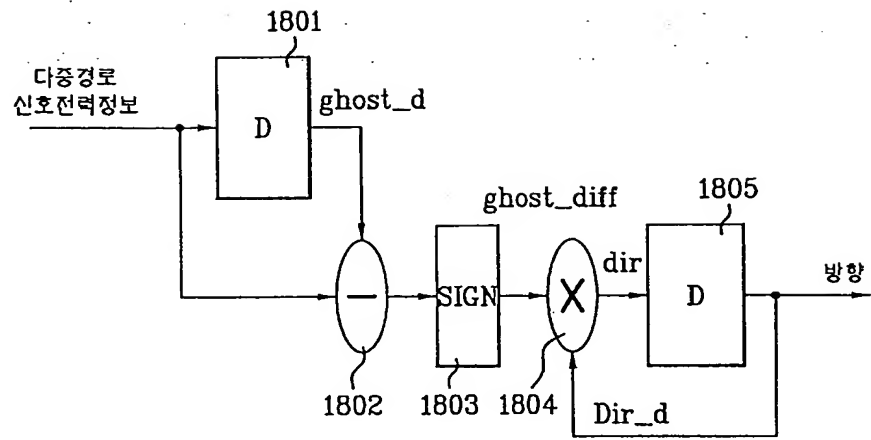 1801
다중경로
신호전력정보
ghost_d
D
ghost_diff
1805
dir
방향
SIGN
D
1802
1803
1804
Dir_d